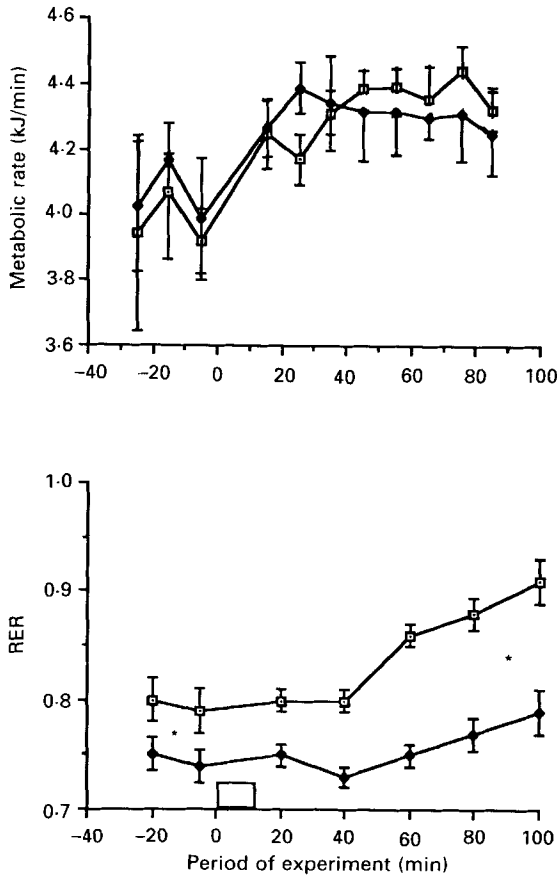 4·6
4·4
4·2
4·0
3·8
3·6
Metabolic rate (kJ/min)
−40 −20 0 20 40 60 80 100
1·0
0·9
0·8
0·7
RER
*
*
−40 −20 0 20 40 60 80 100
Period of experiment (min)